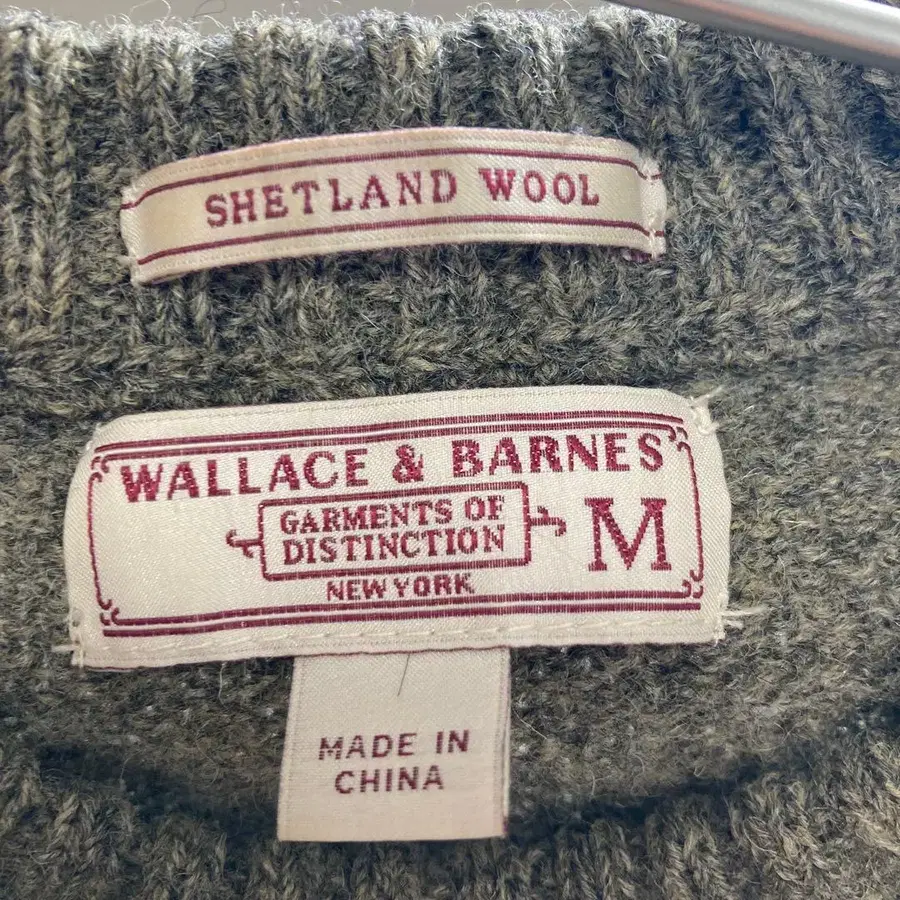 SHETLAND WOOL
WALLACE & BARNES
GARMENTS OF
DISTINCTION
M
NEW YORK
MADE IN
CHINA